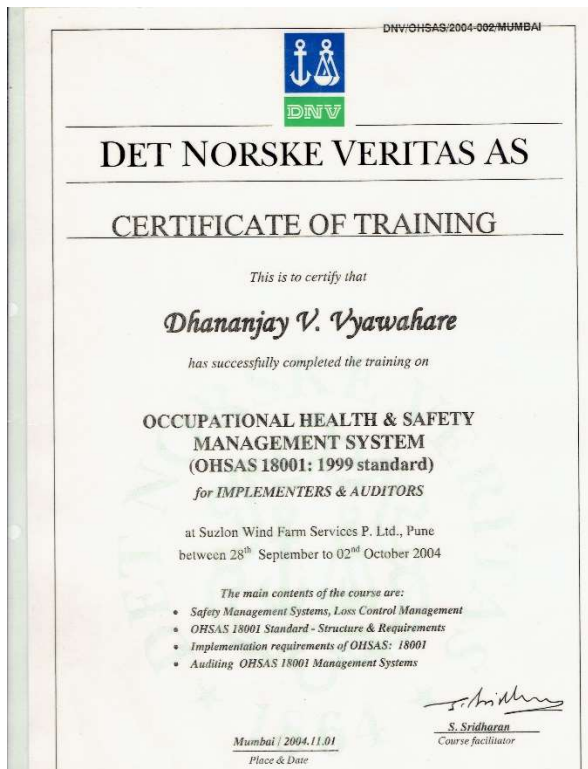 DNV/OHSAS/2004-002/MUMBAI
DNV
DET NORSKE VERITAS AS
CERTIFICATE OF TRAINING
This is to certify that
Dhananjay V. Vyawahare
has successfully completed the training on
OCCUPATIONAL HEALTH & SAFETY
MANAGEMENT SYSTEM
(OHSAS 18001: 1999 standard)
for IMPLEMENTERS & AUDITORS
at Suzlon Wind Farm Services P. Ltd., Pune
between 28th September to 02nd October 2004
The main contents of the course are:
• Safety Management Systems, Loss Control Management
• OHSAS 18001 Standard - Structure & Requirements
• Implementation requirements of OHSAS: 18001
• Auditing OHSAS 18001 Management Systems
S. Sridharan
Course facilitator
Mumbai / 2004.11.01
Place & Date